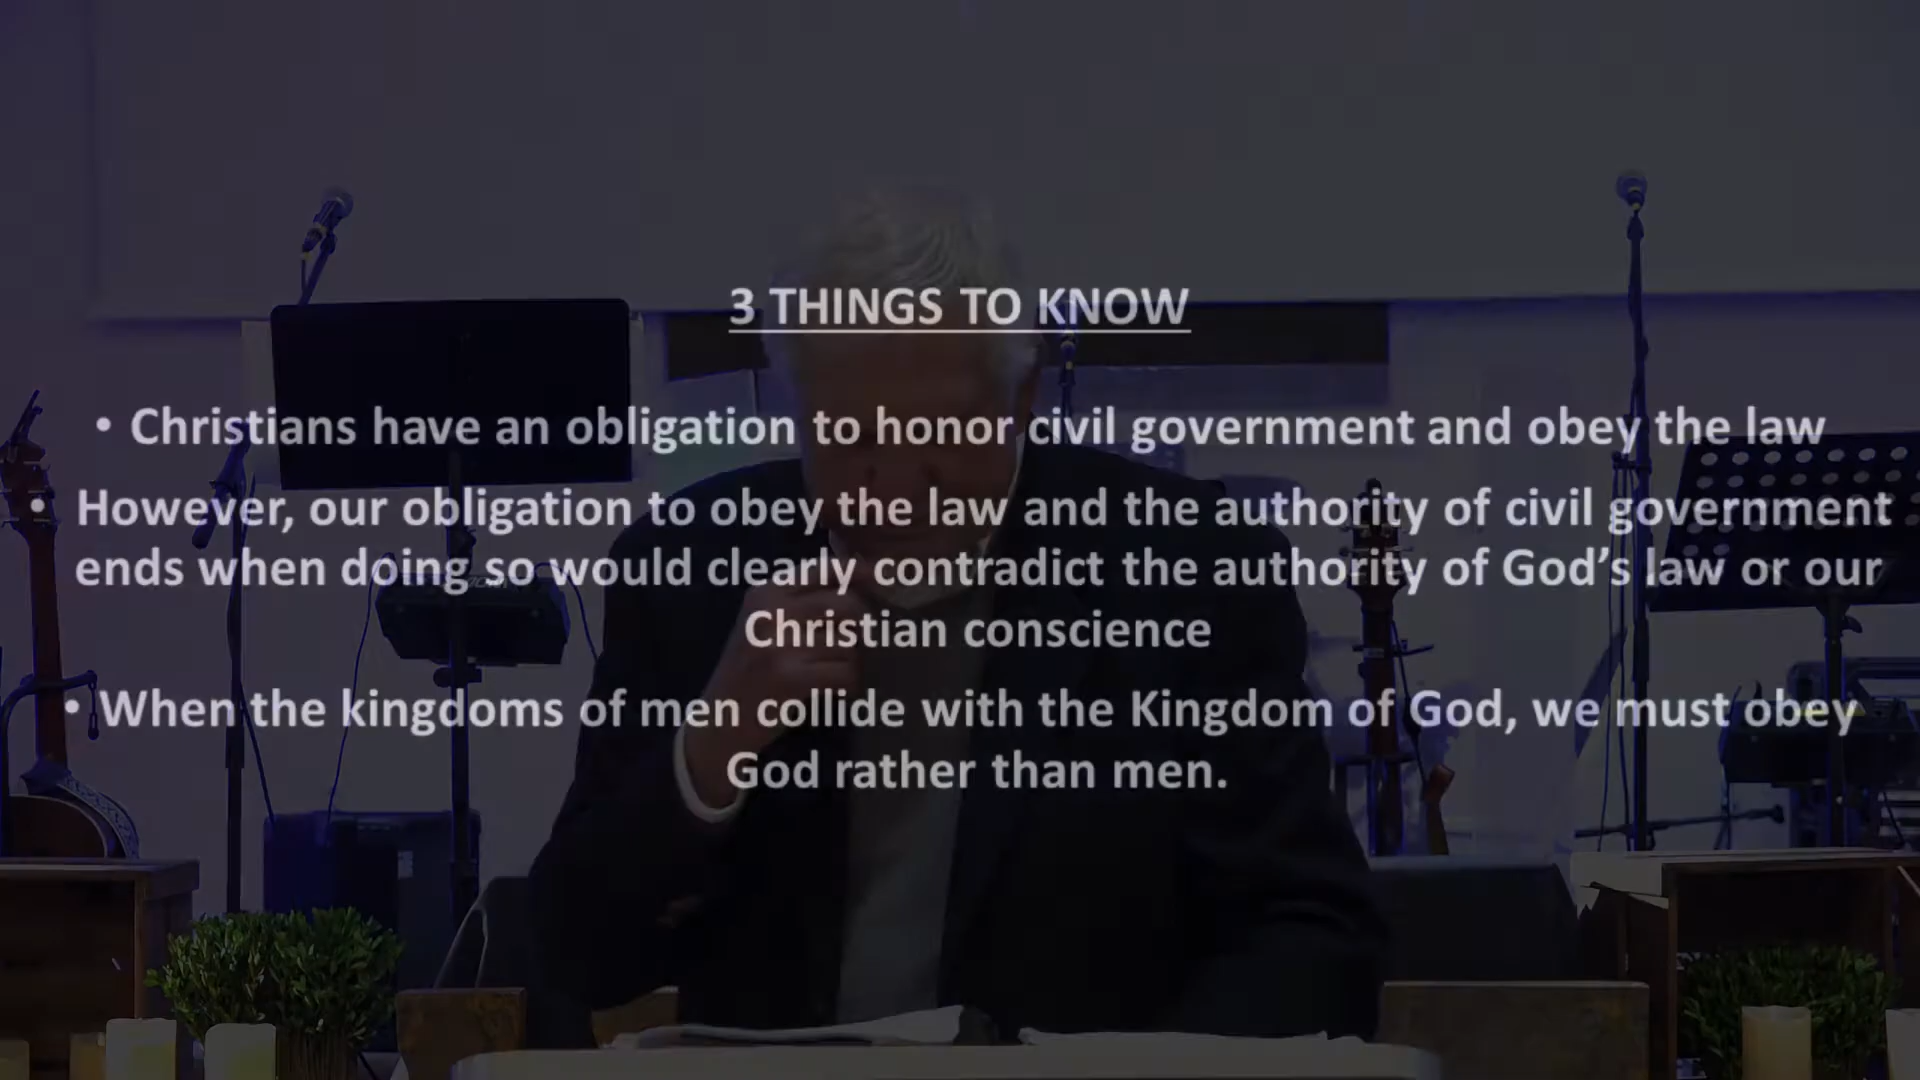 3 THINGS TO KNOW
• Christians have an obligation to honor civil government and obey the law
• However, our obligation to obey the law and the authority of civil government
ends when doing so would clearly contradict the authority of God’s law or our
Christian conscience
• When the kingdoms of men collide with the Kingdom of God, we must obey
God rather than men.